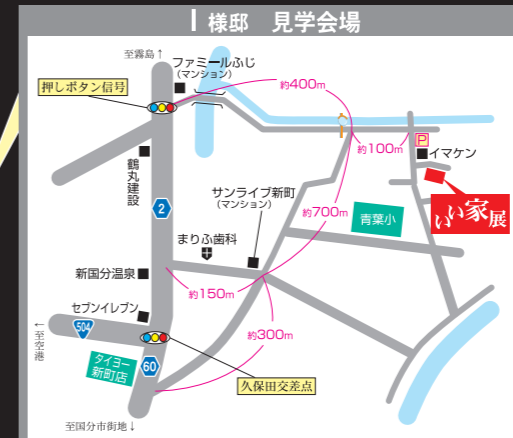 I 様邸 見学会場
至霧島↑
ファミールふじ
(マンション)
押しボタン信号
約400m
約100m
P
イマケン
いい家展
鶴丸建設
2
サンライブ新町
(マンション)
約700m
青葉小
まりふ歯科
新国分温泉
約150m
セブンイレブン
約300m
←至空港
504
タイヨー
新町店
60
久保田交差点
至国分市街地↓